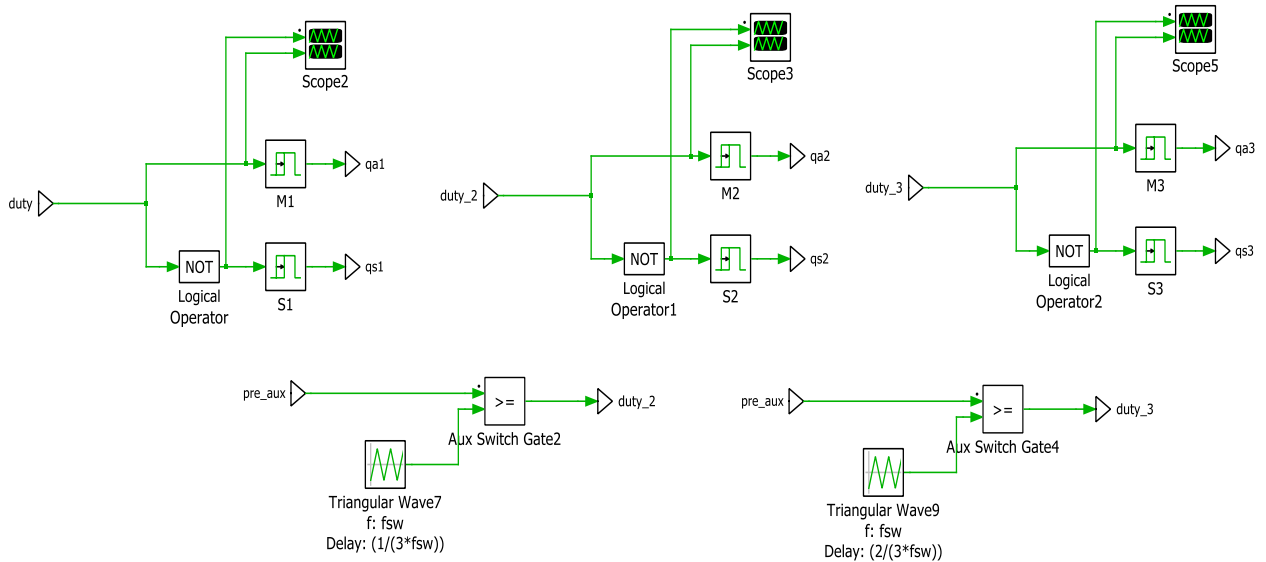 Scope2
Scope3
Scope5
qa1
M1
qa2
M2
qa3
M3
duty
duty_2
duty_3
NOT
qs1
Logical
Operator
S1
NOT
qs2
Logical
Operator1
S2
NOT
qs3
Logical
Operator2
S3
pre_aux
>=
duty_2
Aux Switch Gate2
Triangular Wave7
f: fsw
Delay: (1/(3*fsw))
pre_aux
>=
duty_3
Aux Switch Gate4
Triangular Wave9
f: fsw
Delay: (2/(3*fsw))